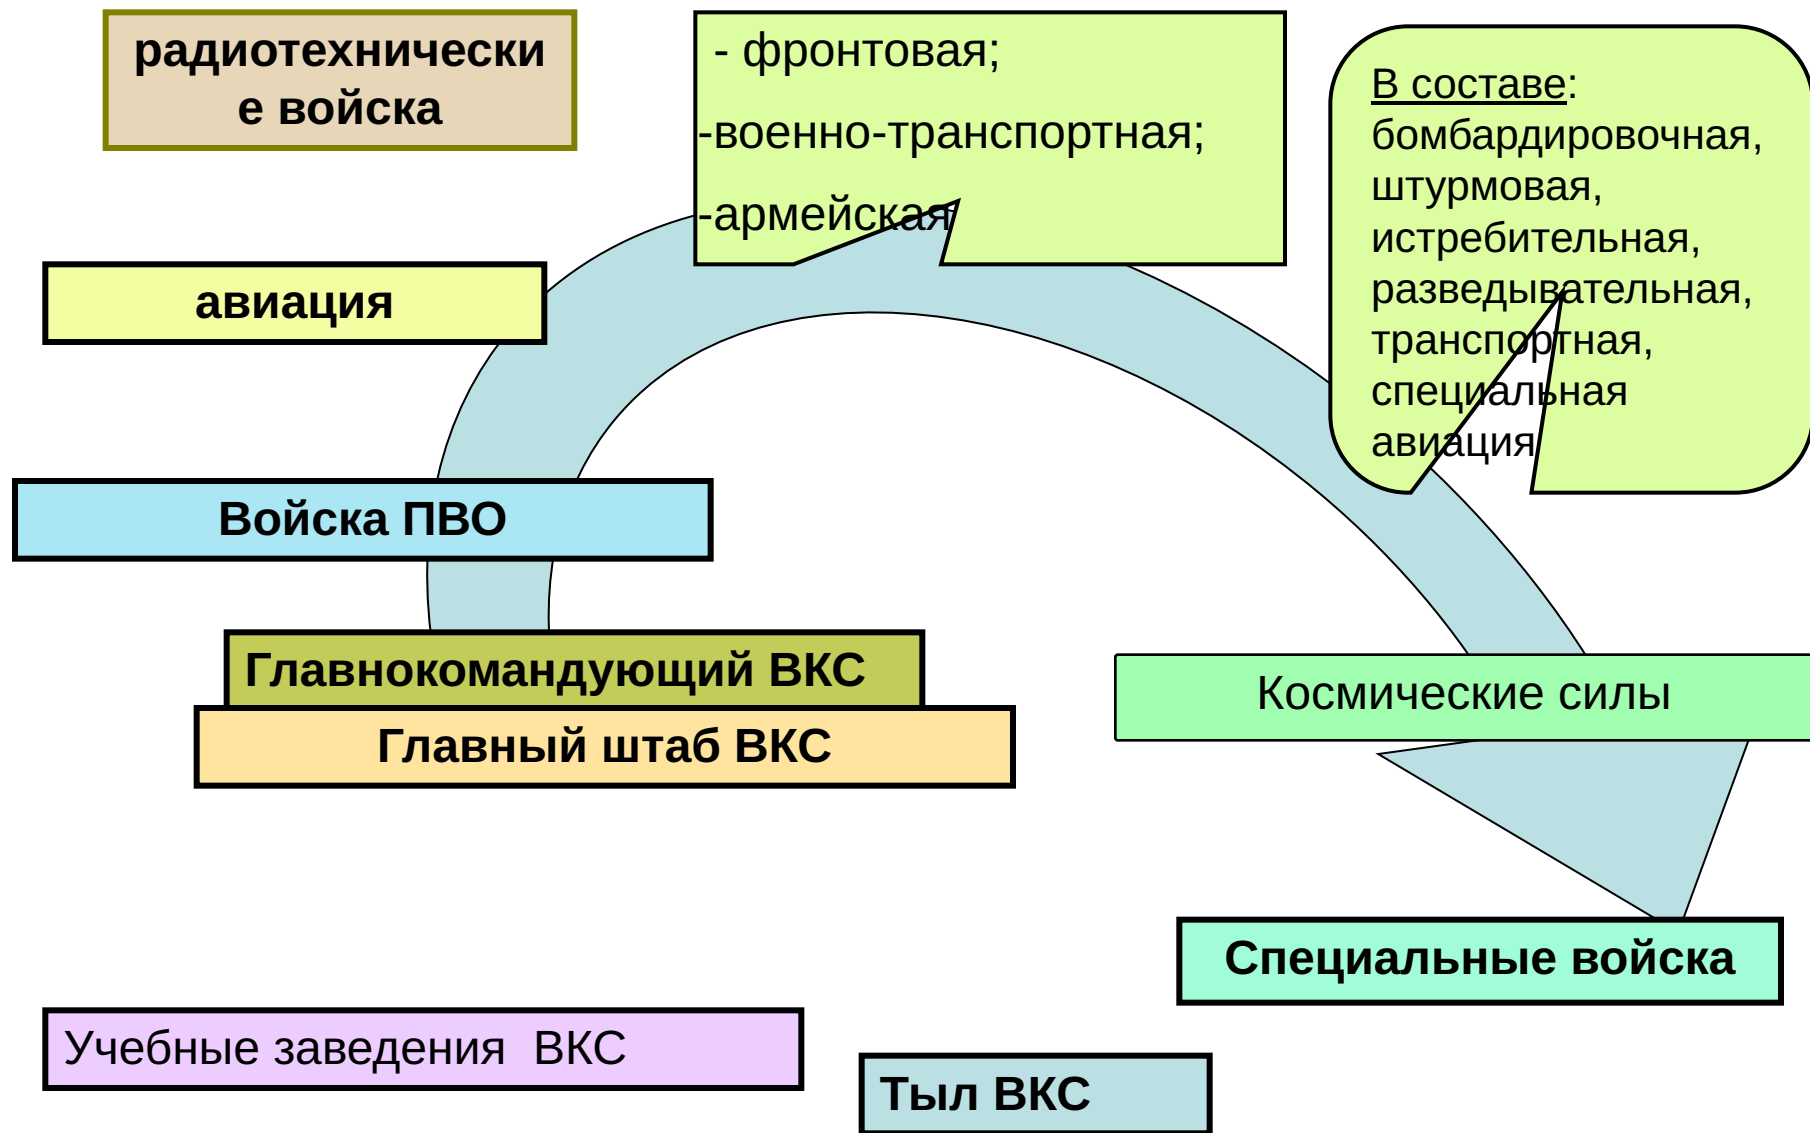 радиотехнически
е войска
- фронтовая;
-военно-транспортная;
-армейская
В составе:
бомбардировочная,
штурмовая,
истребительная,
разведывательная,
транспортная,
специальная
авиация
авиация
Войска ПВО
Главнокомандующий ВКС
Главный штаб ВКС
Космические силы
Специальные войска
Учебные заведения  ВКС
Тыл ВКС